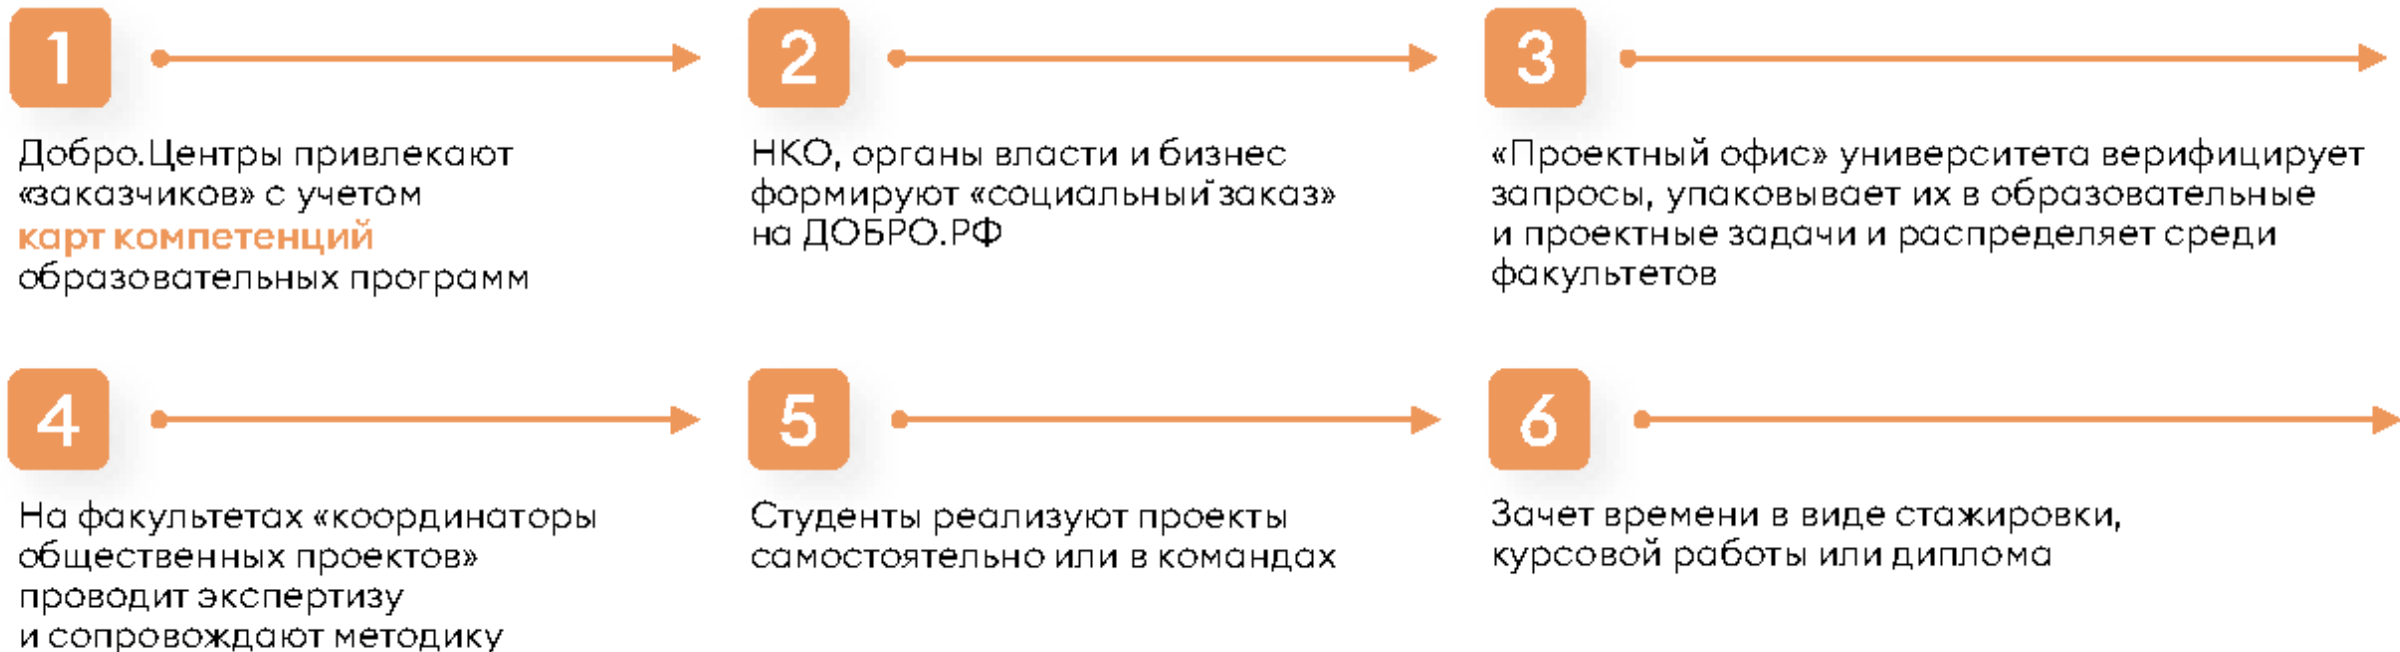 1
Добро.Центры привлекают
«заказчиков» с учетом
карт компетенций
образовательных программ
2
НКО, органы власти и бизнес
формируют «социальный заказ»
на ДОБРО.РФ
3
«Проектный офис» университета верифицирует
запросы, упаковывает их в образовательные
и проектные задачи и распределяет среди
факультетов
4
На факультетах «координаторы
общественных проектов»
проводит экспертизу
и сопровождают методику
5
Студенты реализуют проекты
самостоятельно или в командах
6
Зачет времени в виде стажировки,
курсовой работы или диплома